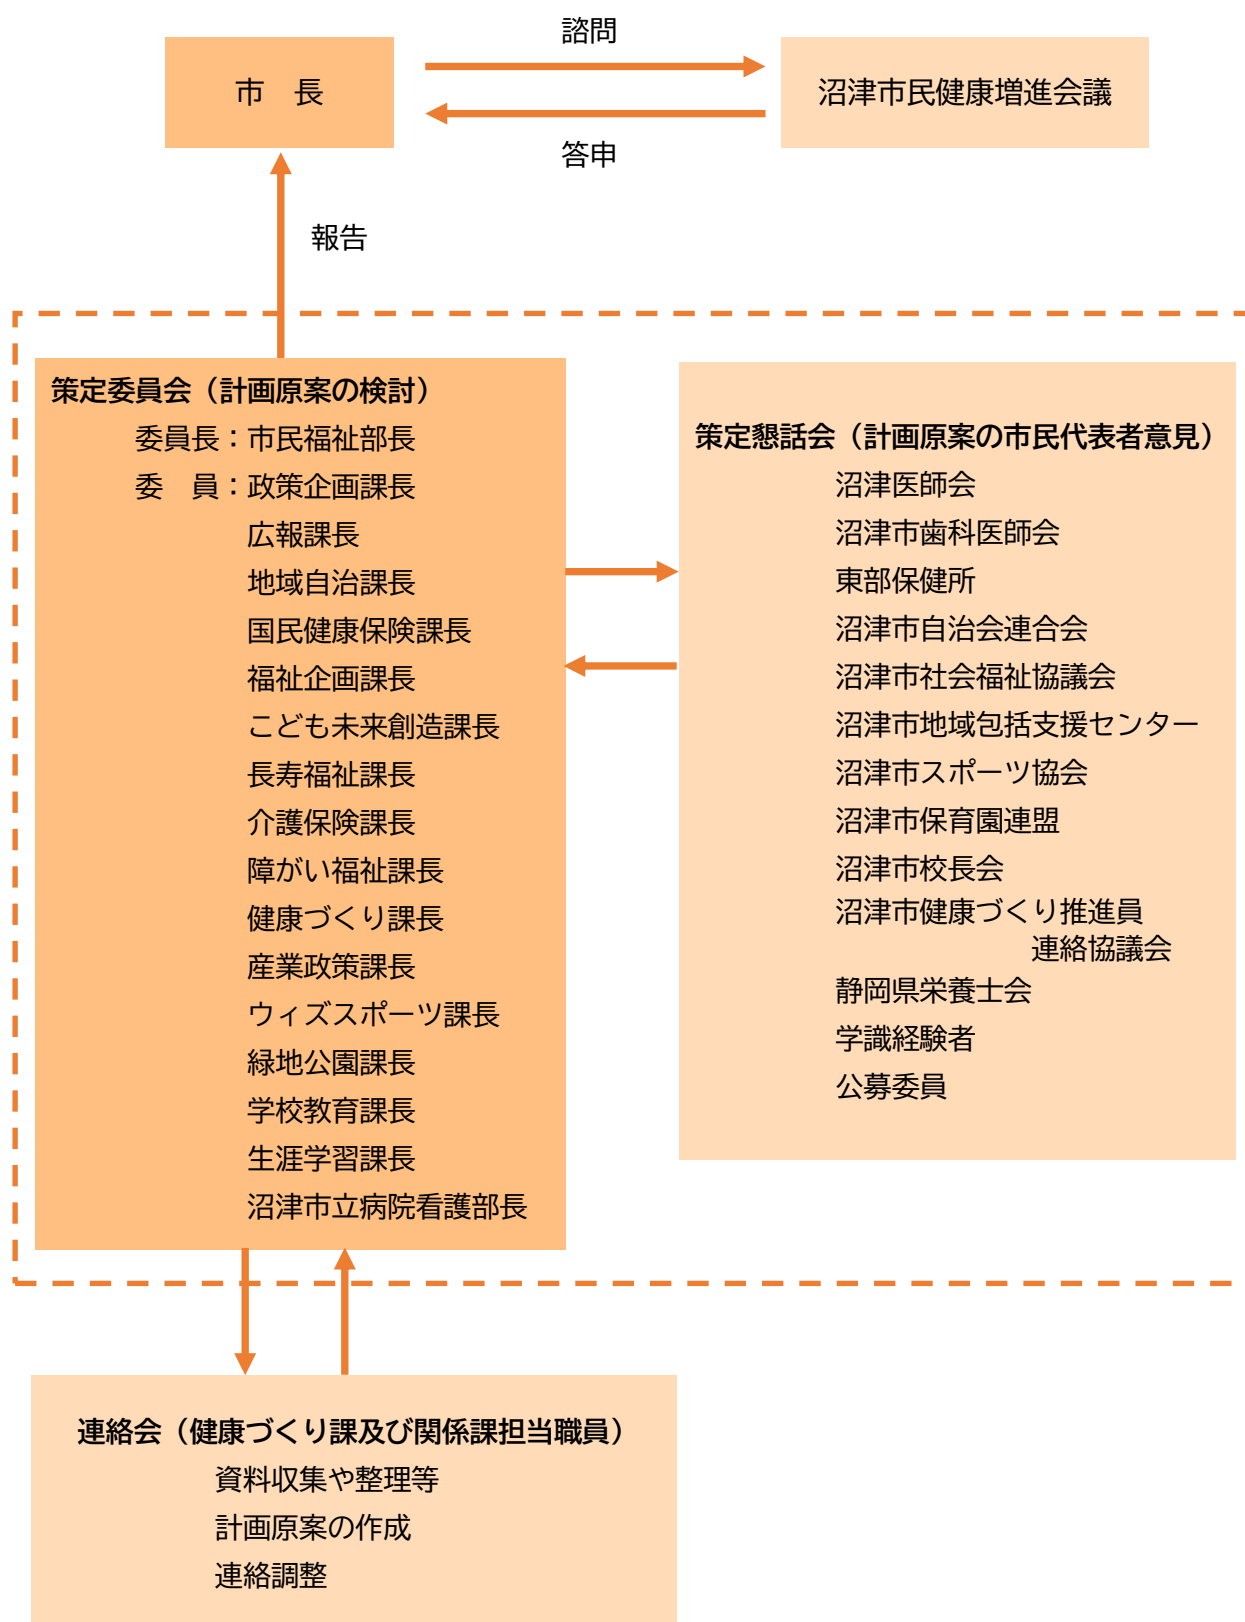 諮問
市　長
沼津市民健康増進会議
答申
報告
策定委員会（計画原案の検討）
委員長：市民福祉部長
委　員：政策企画課長
広報課長
地域自治課長
国民健康保険課長
福祉企画課長
こども未来創造課長
長寿福祉課長
介護保険課長
障がい福祉課長
健康づくり課長
産業政策課長
ウィズスポーツ課長
緑地公園課長
学校教育課長
生涯学習課長
沼津市立病院看護部長
策定懇話会（計画原案の市民代表者意見）
沼津医師会
沼津市歯科医師会
東部保健所
沼津市自治会連合会
沼津市社会福祉協議会
沼津市地域包括支援センター
沼津市スポーツ協会
沼津市保育園連盟
沼津市校長会
沼津市健康づくり推進員
連絡協議会
静岡県栄養士会
学識経験者
公募委員
連絡会（健康づくり課及び関係課担当職員）
資料収集や整理等
計画原案の作成
連絡調整